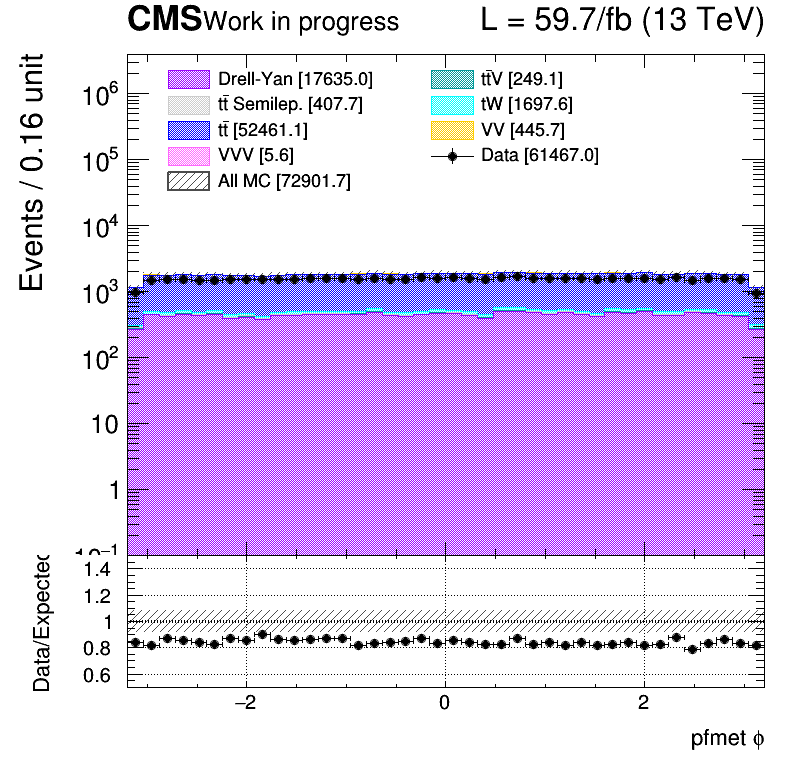 CMS Work in progress L = 59.7/fb (13 TeV)
Events / 0.16 unit
Drell-Yan [17635.0]
tt̄ Semilep. [407.7]
tt̄ [52461.1]
VVV [5.6]
All MC [72901.7]
tt̄V [249.1]
tW [1697.6]
VV [445.7]
Data [61467.0]
10⁶
10⁵
10⁴
10³
10²
10
1
10⁻¹
Data/Expected
1.4
1.2
1
0.8
0.6
−2 0 2
pfmet ϕ